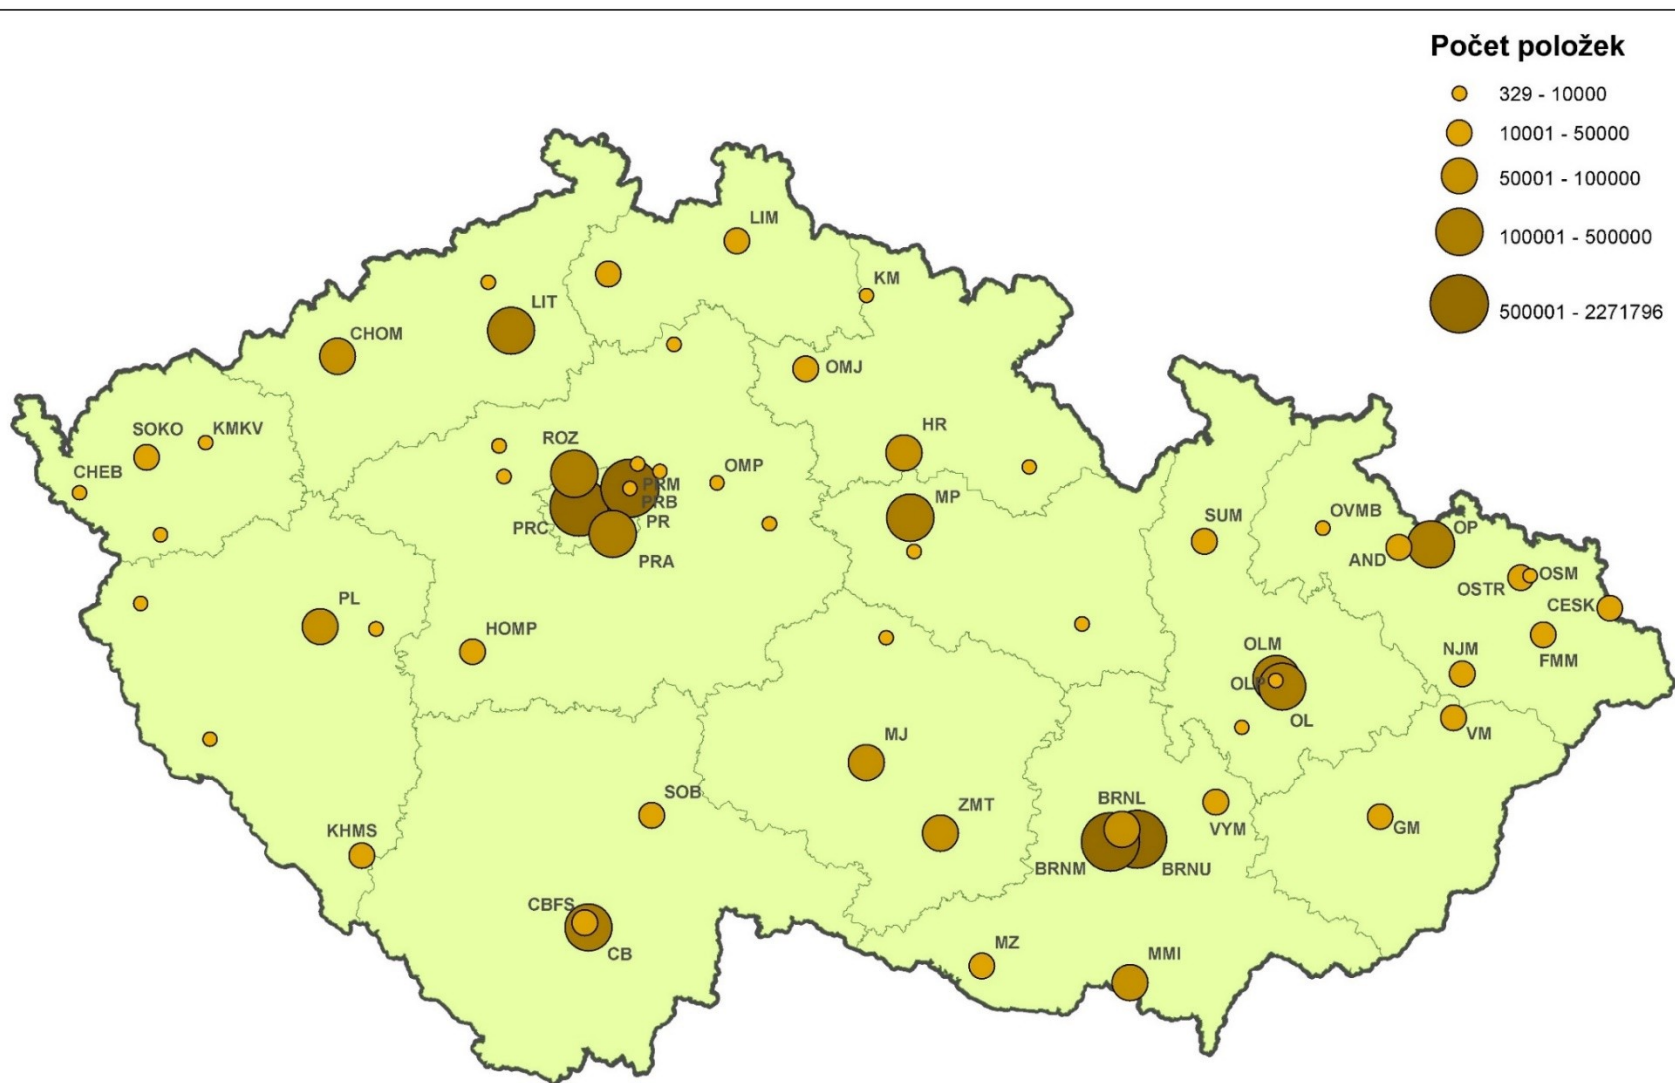 Počet položek
329 - 10000
10001 - 50000
50001 - 100000
100001 - 500000
500001 - 2271796
LIM
KM
LIT
CHOM
OMJ
SOKO
KMKV
ROZ
HR
CHEB
OMP
PRM
MP
PRB
PRC
PR
SUM
OVMB
OP
PRA
AND
OSM
OSTR
CESK
PL
HOMP
OLM
NJM
FMM
OLP
OL
VM
MJ
SOB
ZMT
BRNL
VYM
GM
KHMS
BRNM
BRNU
CBFS
CB
MZ
MMI